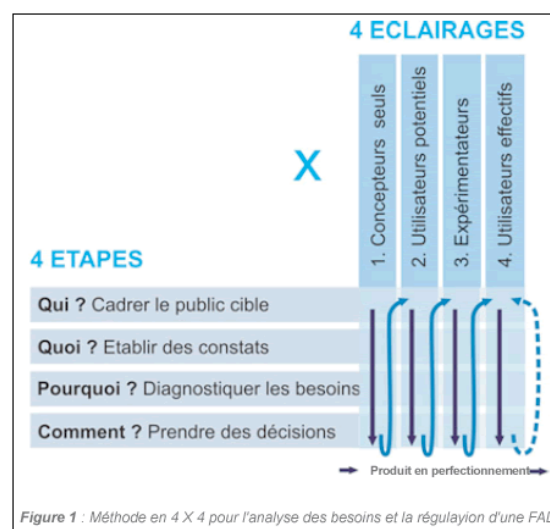 4 ECLAIRAGES
X
1. Concepteurs seuls
2. Utilisateurs potentiels
3. Expérimentateurs
4. Utilisateurs effectifs
4 ETAPES
Qui ? Cadrer le public cible
Quoi ? Etablir des constats
Pourquoi ? Diagnostiquer les besoins
Comment ? Prendre des décisions
Produit en perfectionnement
Figure 1 : Méthode en 4 X 4 pour l'analyse des besoins et la régulayion d'une FAD